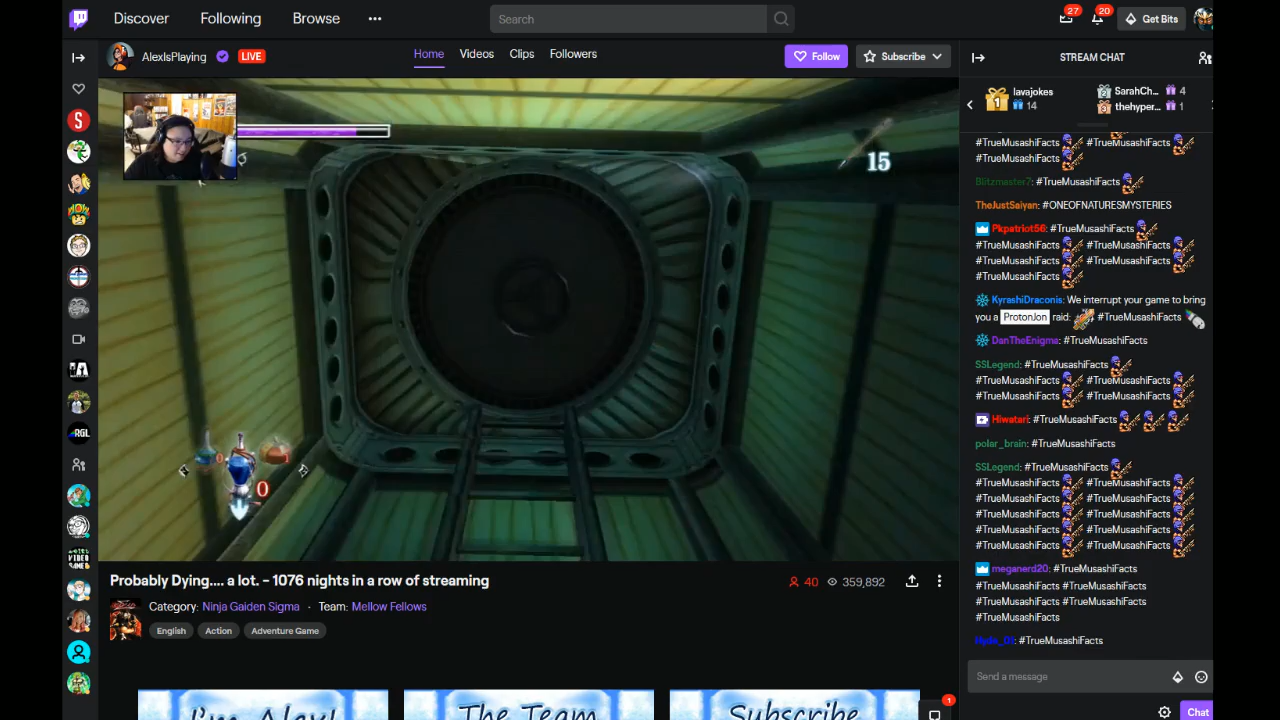 Discover
Following
Browse
Search
27
20
Get Bits
AlexIsPlaying
LIVE
Home
Videos
Clips
Followers
Follow
Subscribe
STREAM CHAT
15
0
1
0
1
lavajokes
14
SarahCh...
4
thehyper...
1
#TrueMusashiFacts #TrueMusashiFacts
#TrueMusashiFacts
Blitzmaster7: #TrueMusashiFacts
TheJustSaiyan: #ONEOFNATURESMYSTERIES
Pkpatriot56: #TrueMusashiFacts
#TrueMusashiFacts #TrueMusashiFacts
#TrueMusashiFacts #TrueMusashiFacts
#TrueMusashiFacts
KyrashiDraconis: We interrupt your game to bring
you a ProtonJon raid: #TrueMusashiFacts
DanTheEnigma: #TrueMusashiFacts
SSLegend: #TrueMusashiFacts
#TrueMusashiFacts #TrueMusashiFacts
#TrueMusashiFacts #TrueMusashiFacts
Hiwatari: #TrueMusashiFacts
polar_brain: #TrueMusashiFacts
SSLegend: #TrueMusashiFacts
#TrueMusashiFacts #TrueMusashiFacts
#TrueMusashiFacts #TrueMusashiFacts
#TrueMusashiFacts #TrueMusashiFacts
#TrueMusashiFacts #TrueMusashiFacts
#TrueMusashiFacts #TrueMusashiFacts
meganerd20: #TrueMusashiFacts
#TrueMusashiFacts #TrueMusashiFacts
#TrueMusashiFacts #TrueMusashiFacts
#TrueMusashiFacts
#TrueMusashiFacts
Send a message
Chat
Probably Dying.... a lot. - 1076 nights in a row of streaming
40
359,892
Category: Ninja Gaiden Sigma · Team: Mellow Fellows
English
Action
Adventure Game
I'm Alex!
The Team
Subscribe
1